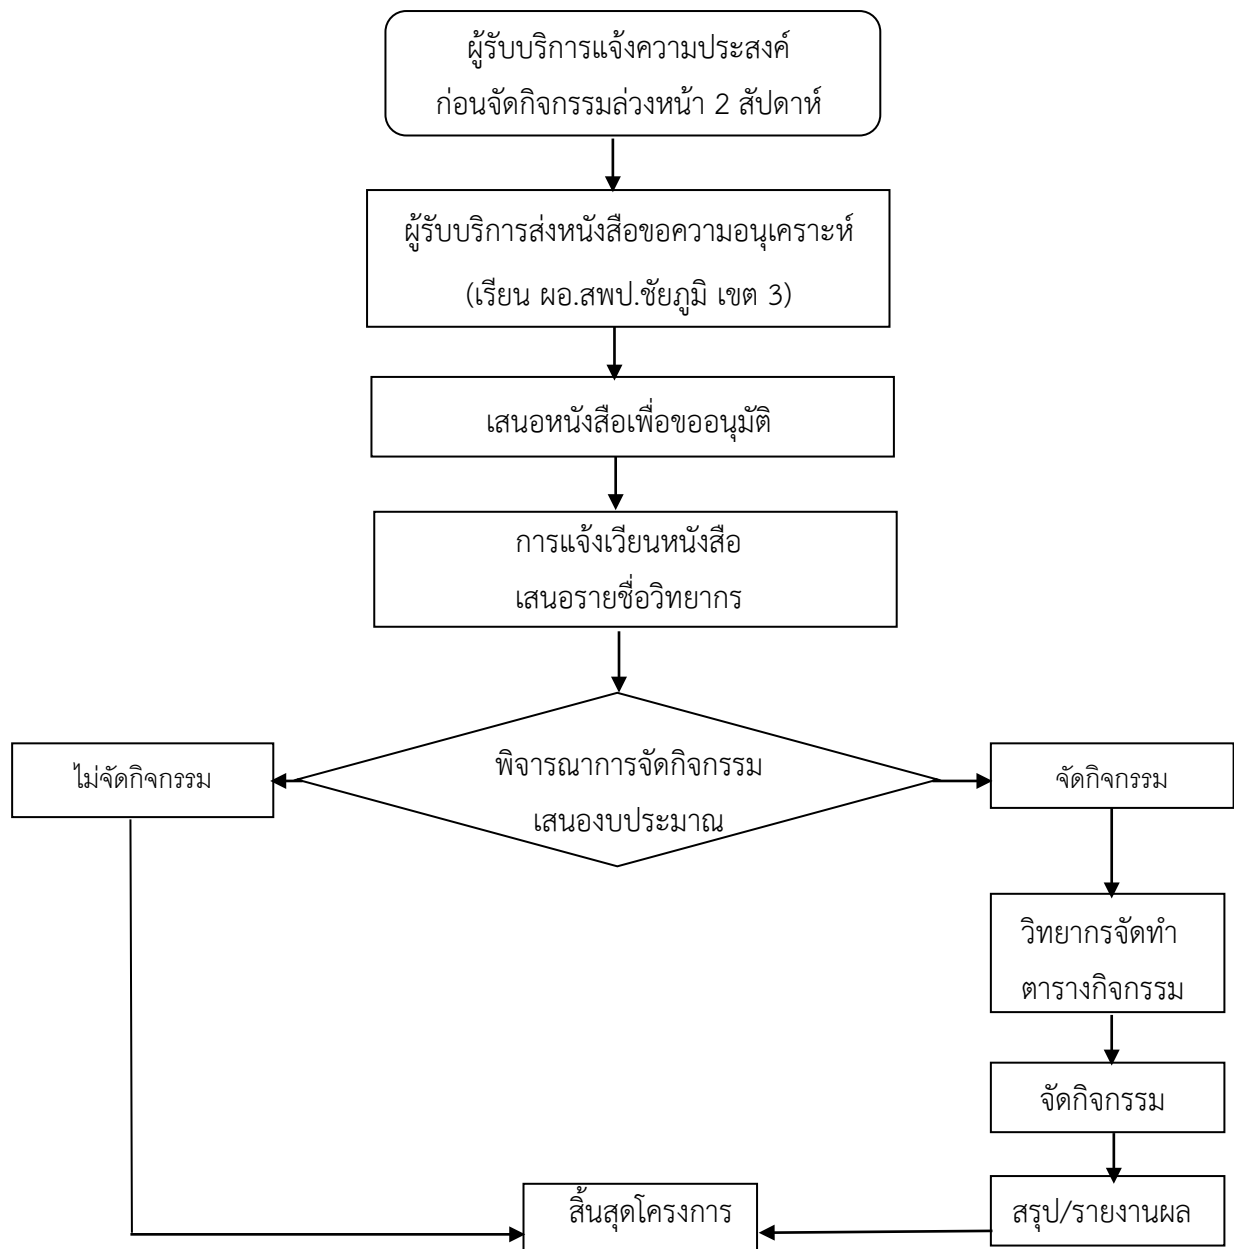 ผู้รับบริการแจ้งความประสงค์
ก่อนจัดกิจกรรมล่วงหน้า 2 สัปดาห์
ผู้รับบริการส่งหนังสือขอความอนุเคราะห์
(เรียน ผอ.สพป.ชัยภูมิ เขต 3)
เสนอหนังสือเพื่อขออนุมัติ
การแจ้งเวียนหนังสือ
เสนอรายชื่อวิทยากร
พิจารณาการจัดกิจกรรม
เสนองบประมาณ
ไม่จัดกิจกรรม
จัดกิจกรรม
วิทยากรจัดทำ
ตารางกิจกรรม
จัดกิจกรรม
สรุป/รายงานผล
สิ้นสุดโครงการ